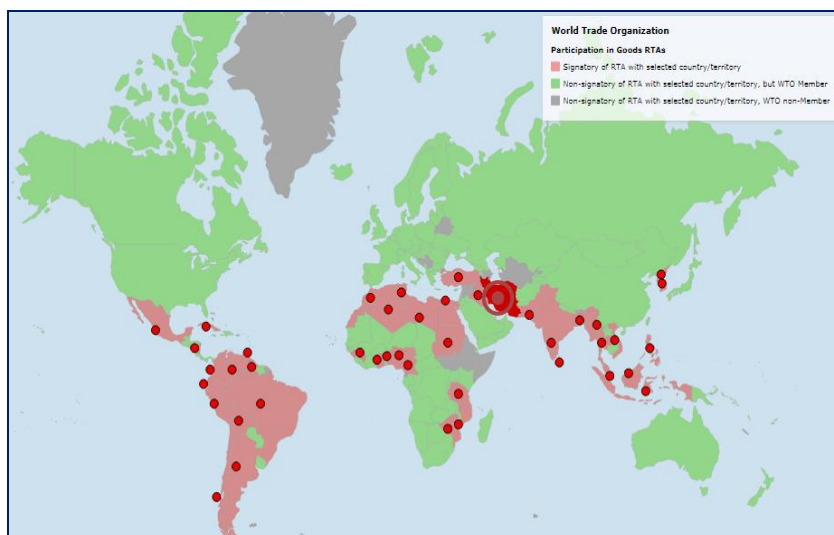 World Trade Organization
Participation in Goods RTAs
Signatory of RTA with selected country/territory
Non-signatory of RTA with selected country/territory, but WTO Member
Non-signatory of RTA with selected country/territory, WTO non-Member